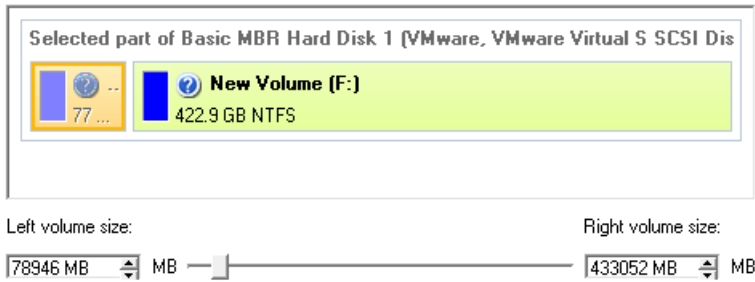 Selected part of Basic MBR Hard Disk 1 (VMware, VMware Virtual S SCSI Dis
? ..
77 ...
? New Volume (F:)
422.9 GB NTFS
Left volume size:
Right volume size:
78946 MB MB
433052 MB MB